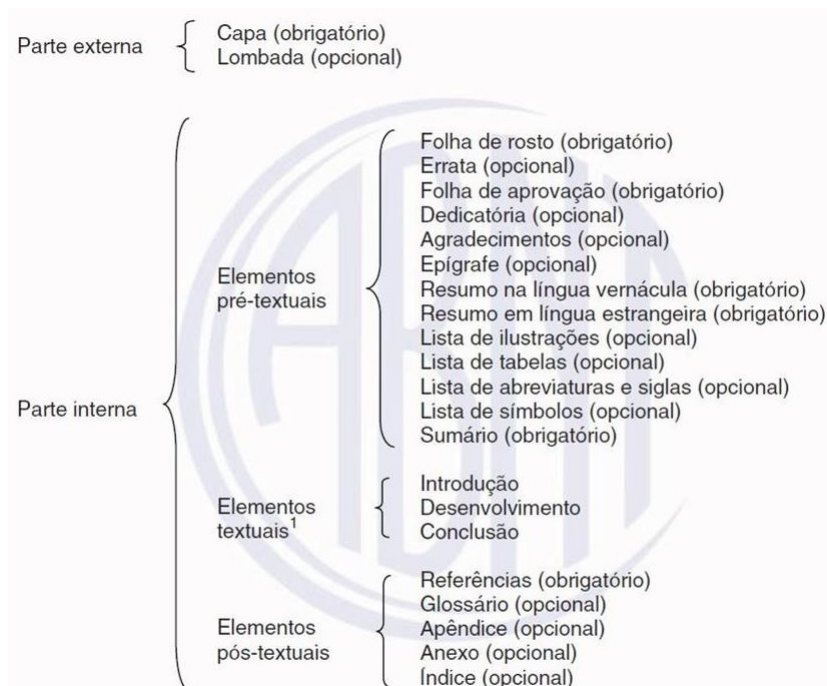 Parte externa
Capa (obrigatório)
Lombada (opcional)
Parte interna
Elementos
pré-textuais
Folha de rosto (obrigatório)
Errata (opcional)
Folha de aprovação (obrigatório)
Dedicatória (opcional)
Agradecimentos (opcional)
Epígrafe (opcional)
Resumo na língua vernácula (obrigatório)
Resumo em língua estrangeira (obrigatório)
Lista de ilustrações (opcional)
Lista de tabelas (opcional)
Lista de abreviaturas e siglas (opcional)
Lista de símbolos (opcional)
Sumário (obrigatório)
Elementos
textuais¹
Introdução
Desenvolvimento
Conclusão
Elementos
pós-textuais
Referências (obrigatório)
Glossário (opcional)
Apêndice (opcional)
Anexo (opcional)
Índice (opcional)
ABNT